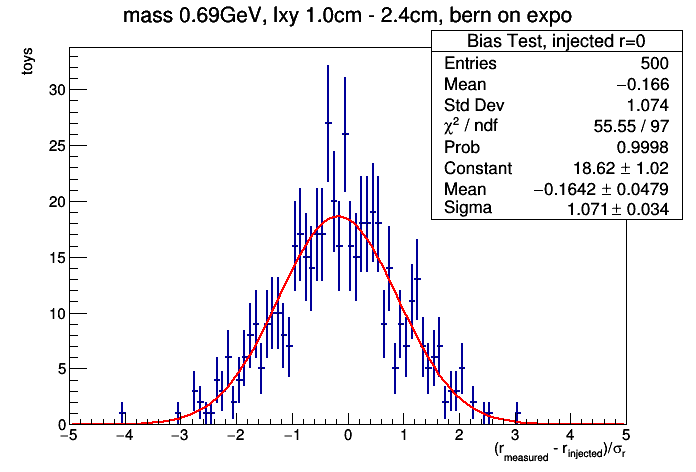 mass 0.69GeV, lxy 1.0cm - 2.4cm, bern on expo
Bias Test, injected r=0
Entries 500
Mean −0.166
Std Dev 1.074
χ² / ndf 55.55 / 97
Prob 0.9998
Constant 18.62 ± 1.02
Mean −0.1642 ± 0.0479
Sigma 1.071 ± 0.034
toys
30
25
20
15
10
5
0
−5 −4 −3 −2 −1 0 1 2 3 4 5
(r_measured - r_injected)/σ_r